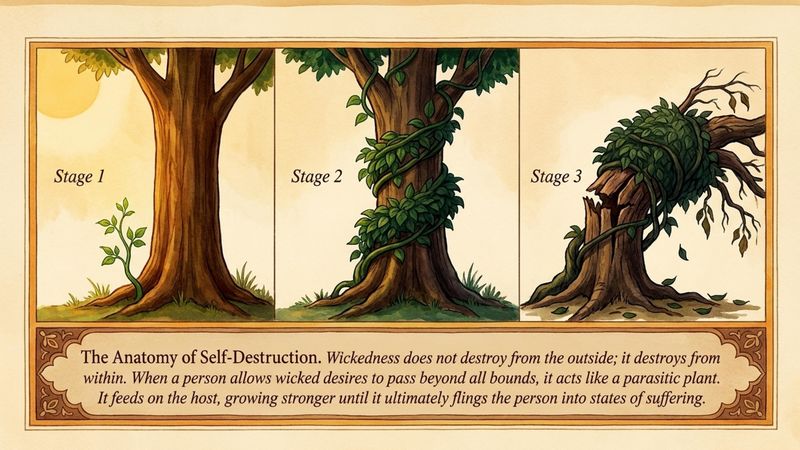 Stage 1
Stage 2
Stage 3
The Anatomy of Self-Destruction. Wickedness does not destroy from the outside; it destroys from
within. When a person allows wicked desires to pass beyond all bounds, it acts like a parasitic plant.
It feeds on the host, growing stronger until it ultimately flings the person into states of suffering.